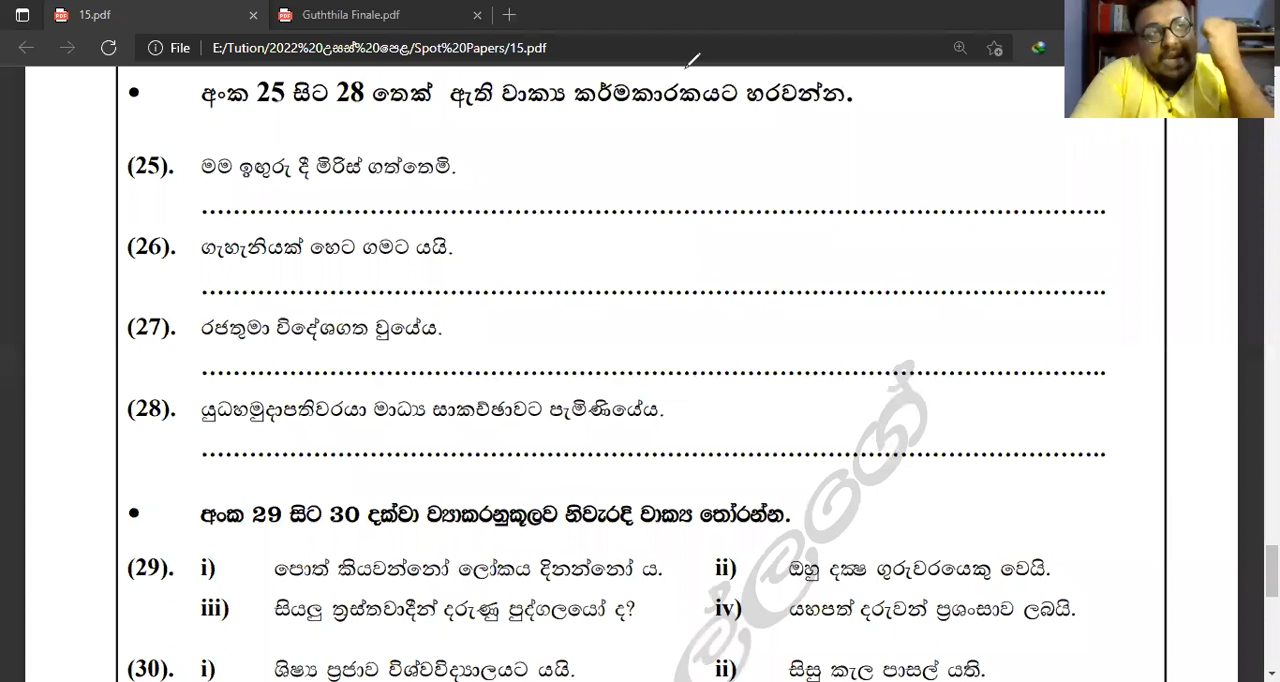 15.pdf
Guththila Finale.pdf
File E:/Tution/2022%20උසස්%20පෙළ/Spot%20Papers/15.pdf
• අංක 25 සිට 28 තෙක් ඇති වාක්‍ය කර්මකාරකයට හරවන්න.
(25). මම ඉඟුරු දී මිරිස් ගත්තෙමි.
(26). ගැහැනියක් හෙට ගමට යයි.
(27). රජතුමා විදේශගත වුයේය.
(28). යුධහමුදාපතිවරයා මාධ්‍ය සාකච්ඡාවට පැමිණියේය.
• අංක 29 සිට 30 දක්වා ව්‍යාකරනුකූලව නිවැරදි වාක්‍ය තෝරන්න.
(29). i) පොත් කියවන්නෝ ලෝකය දිනන්නෝ ය. ii) ඔහු දක්‍ෂ ගුරුවරයෙකු වෙයි.
iii) සියලු ත්‍රස්තවාදීන් දරුණු පුද්ගලයෝ ද? iv) යහපත් දරුවන් ප්‍රශංසාව ලබයි.
(30). i) ශිෂ්‍ය ප්‍රජාව විශ්වවිද්‍යාලයට යයි. ii) සිසු කැල පාසල් යති.